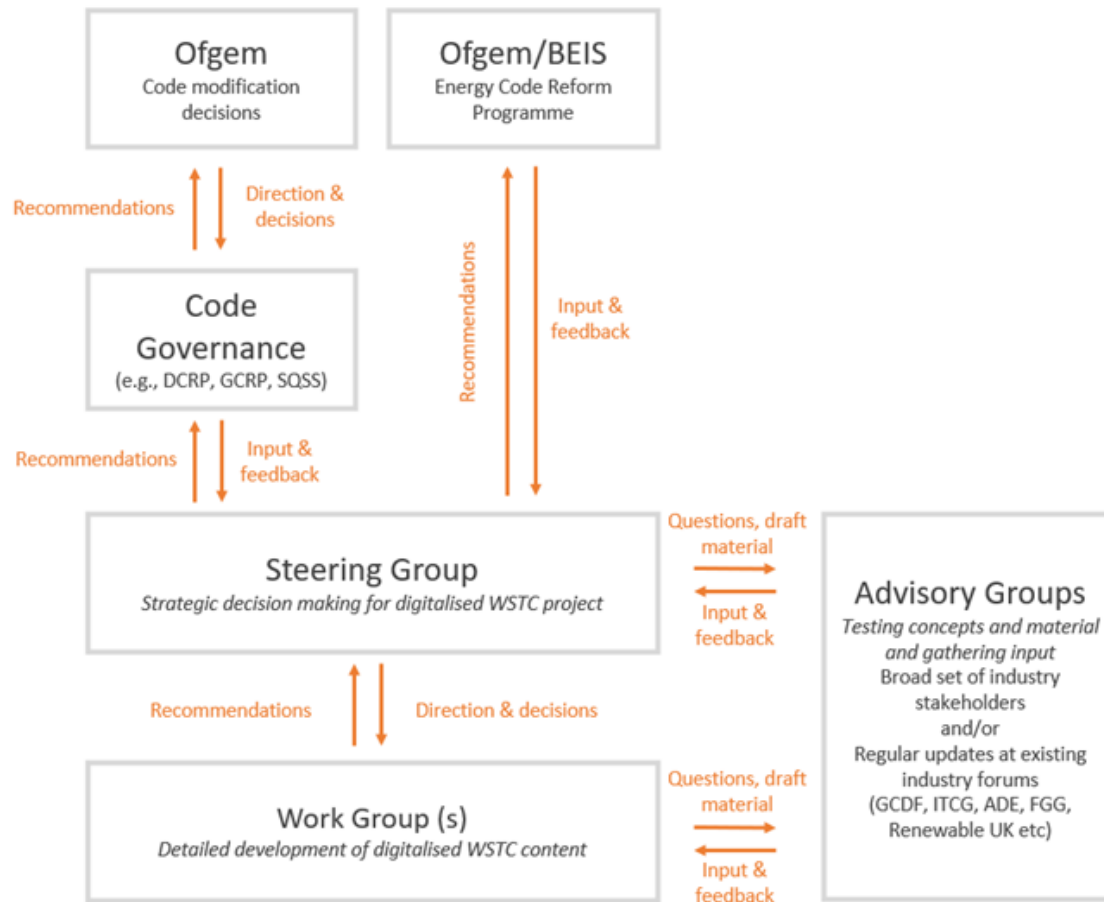 Ofgem
Code modification
decisions
Ofgem/BEIS
Energy Code Reform
Programme
Recommendations
Direction &
decisions
Recommendations
Input &
feedback
Code
Governance
(e.g., DCRP, GCRP, SQSS)
Recommendations
Input &
feedback
Steering Group
Strategic decision making for digitalised WSTC project
Questions, draft
material
Input &
feedback
Advisory Groups
Testing concepts and material
and gathering input
Broad set of industry
stakeholders
and/or
Regular updates at existing
industry forums
(GCDF, ITCG, ADE, FGG,
Renewable UK etc)
Recommendations
Direction & decisions
Work Group (s)
Detailed development of digitalised WSTC content
Questions, draft
material
Input &
feedback